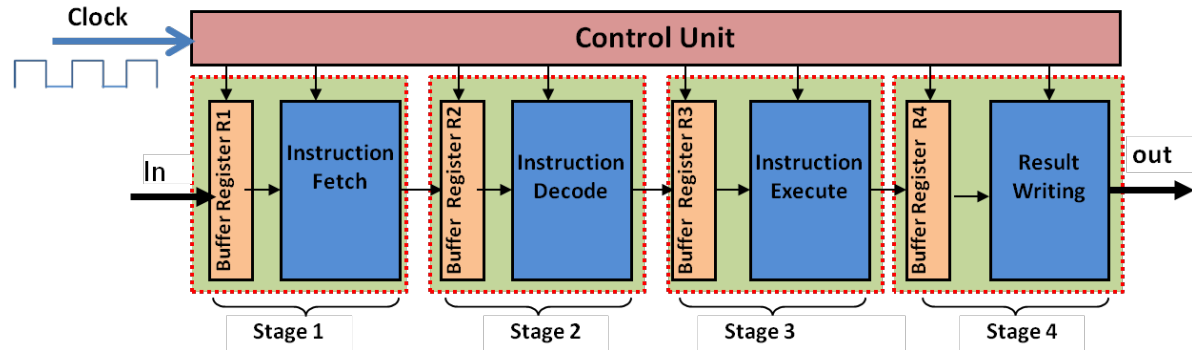 Clock
Control Unit
Buffer Register R1
Instruction
Fetch
Buffer Register R2
Instruction
Decode
Buffer Register R3
Instruction
Execute
Buffer Register R4
Result
Writing
In
out
Stage 1
Stage 2
Stage 3
Stage 4